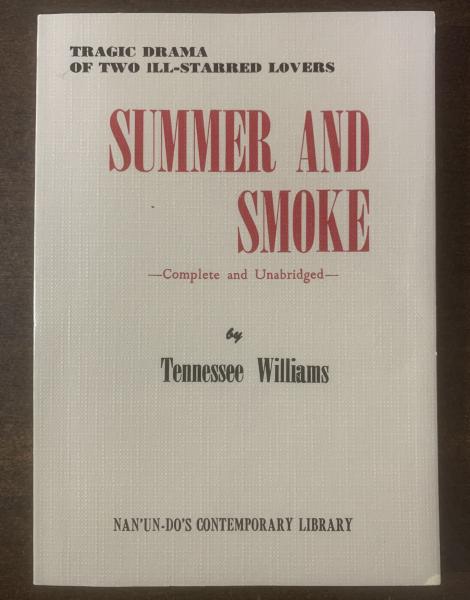 TRAGIC DRAMA
OF TWO ILL-STARRED LOVERS
SUMMER AND
SMOKE
—Complete and Unabridged—
by
Tennessee Williams
NAN'UN-DO'S CONTEMPORARY LIBRARY